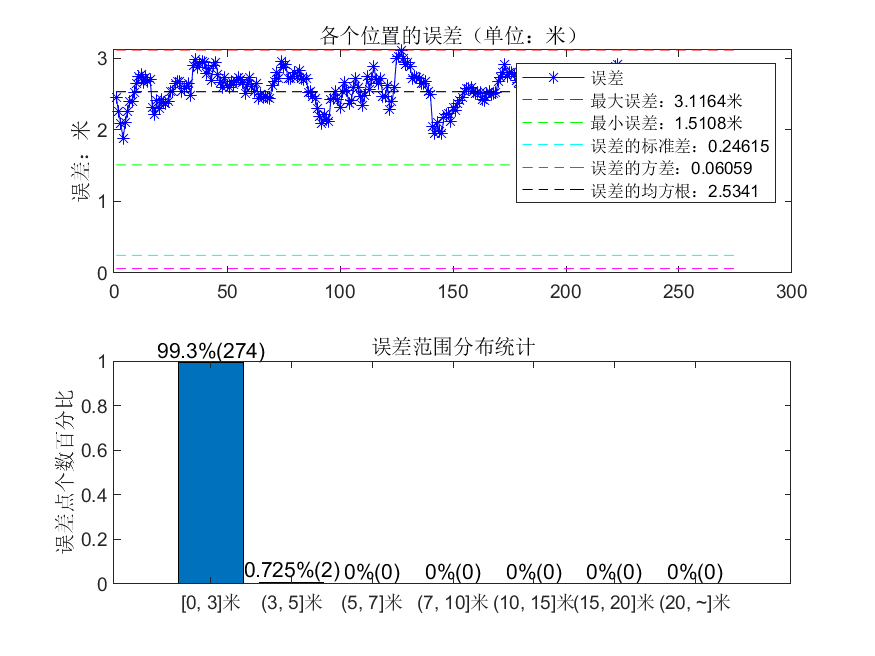 各个位置的误差（单位：米）
误差：米
3
2
1
0
0
50
100
150
200
250
300
误差
最大误差：3.1164米
最小误差：1.5108米
误差的标准差：0.24615
误差的方差：0.06059
误差的均方根：2.5341
误差范围分布统计
误差点个数百分比
1
0.8
0.6
0.4
0.2
0
99.3%(274)
0.725%(2)
0%(0)
0%(0)
0%(0)
0%(0)
0%(0)
[0, 3]米
(3, 5]米
(5, 7]米
(7, 10]米
(10, 15]米
(15, 20]米
(20, ~]米